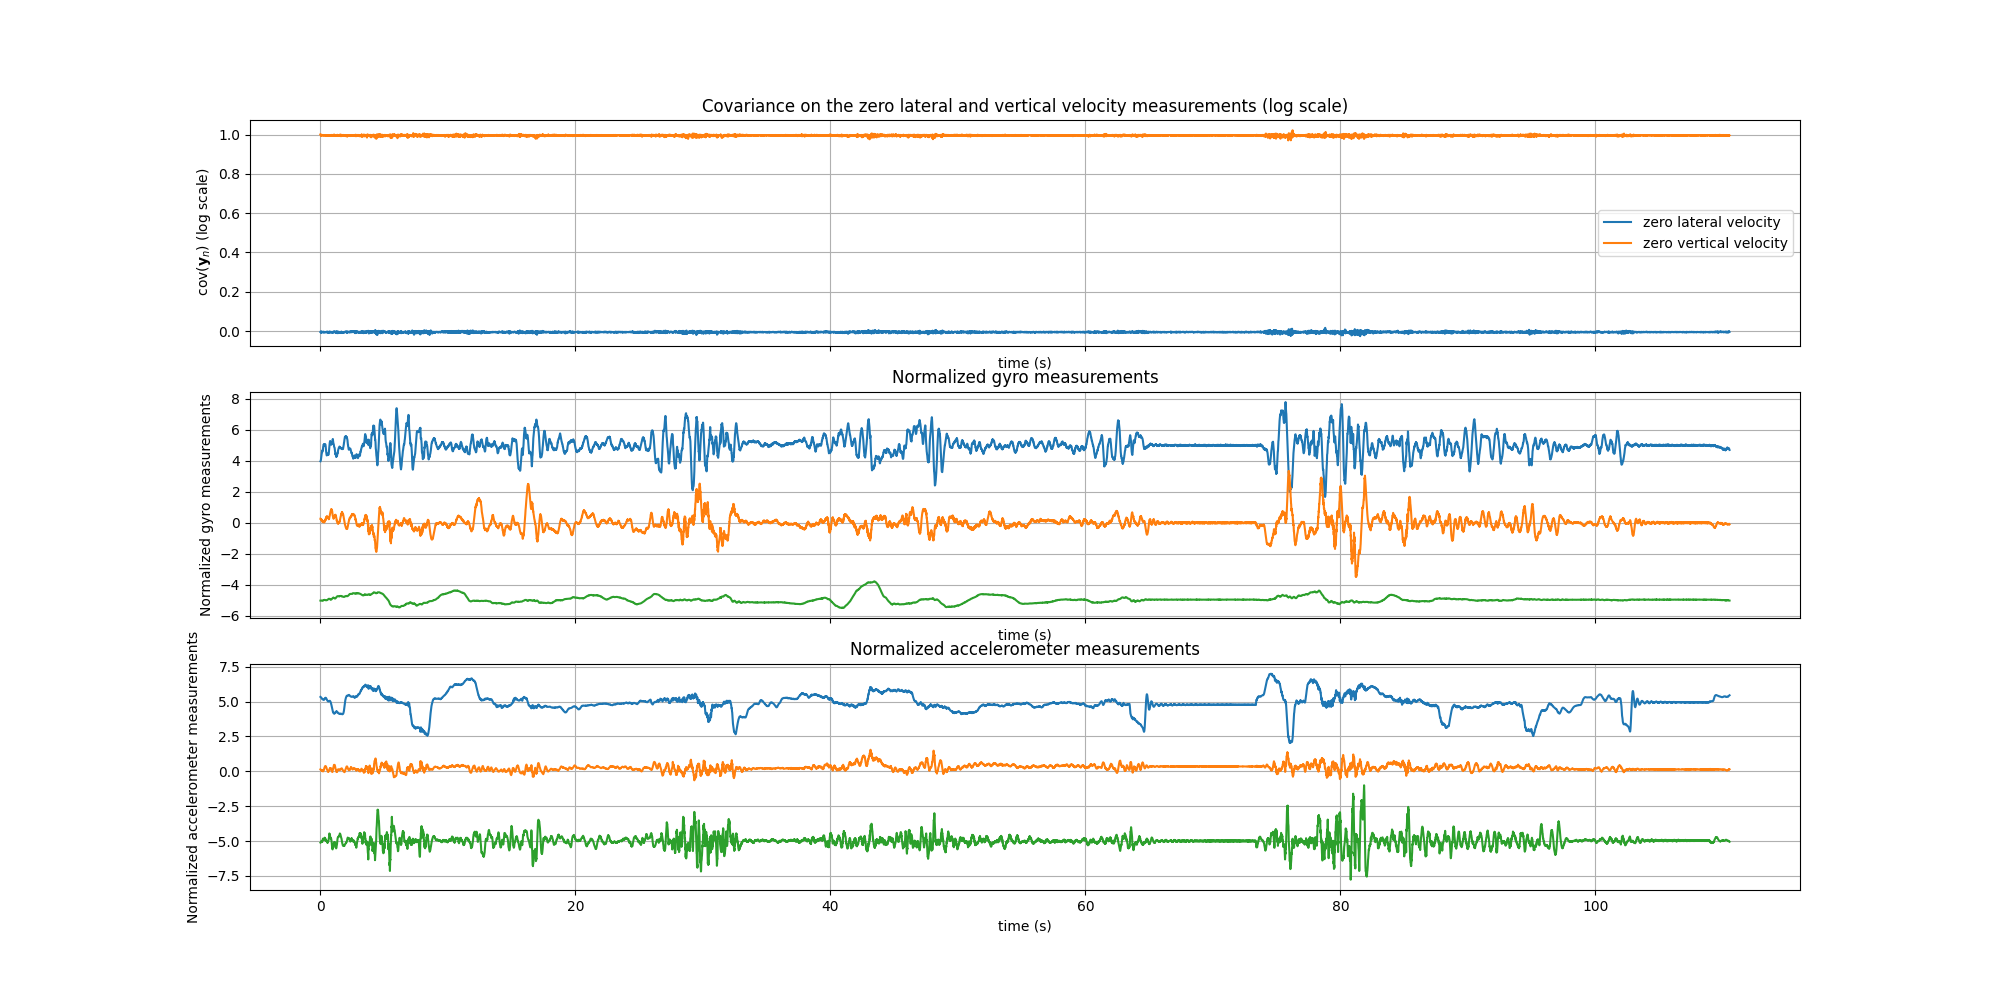 Covariance on the zero lateral and vertical velocity measurements (log scale)
cov(𝐲ₙ) (log scale)
1.0
0.8
0.6
0.4
0.2
0.0
zero lateral velocity
zero vertical velocity
time (s)
Normalized gyro measurements
Normalized gyro measurements
8
6
4
2
0
−2
−4
−6
time (s)
Normalized accelerometer measurements
Normalized accelerometer measurements
7.5
5.0
2.5
0.0
−2.5
−5.0
−7.5
0 20 40 60 80 100
time (s)